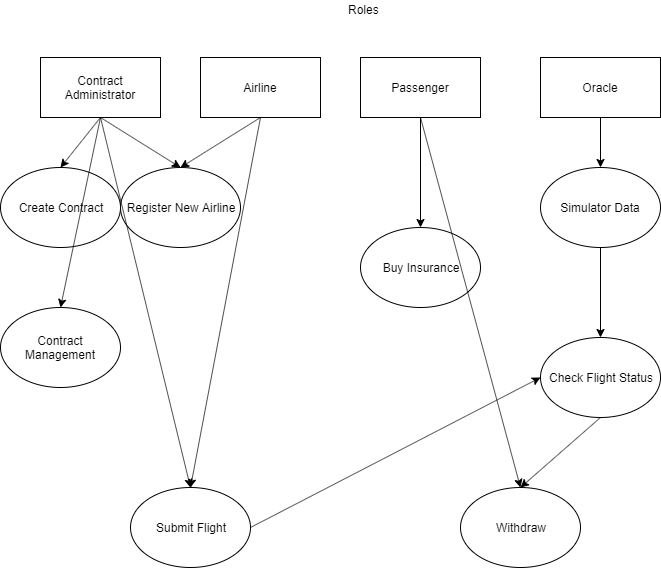 Roles
Contract
Administrator
Airline
Passenger
Oracle
Create Contract
Register New Airline
Simulator Data
Buy Insurance
Contract
Management
Check Flight Status
Submit Flight
Withdraw